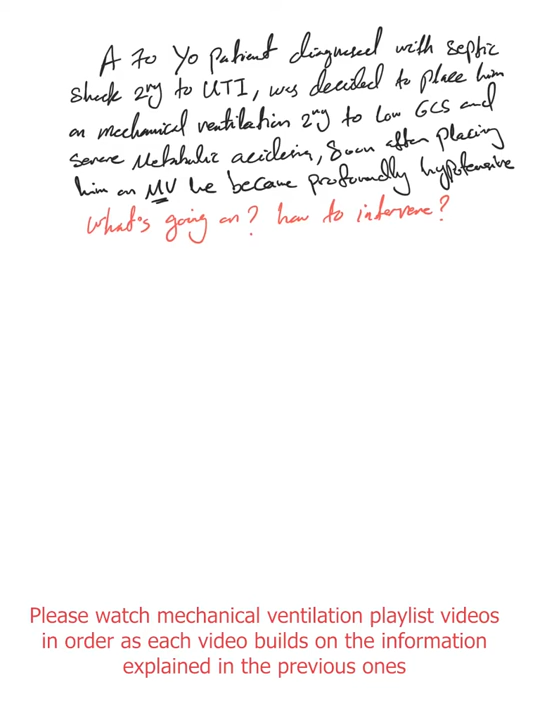 A 70 Yo patient diagnosed with septic
shock 2ry to UTI, was decided to place him
on mechanical ventilation 2ry to low GCS and
severe Metabolic acidosis, Soon after placing
him on MV he became profoundly hypotensive
what's going on? how to intervene?
Please watch mechanical ventilation playlist videos
in order as each video builds on the information
explained in the previous ones